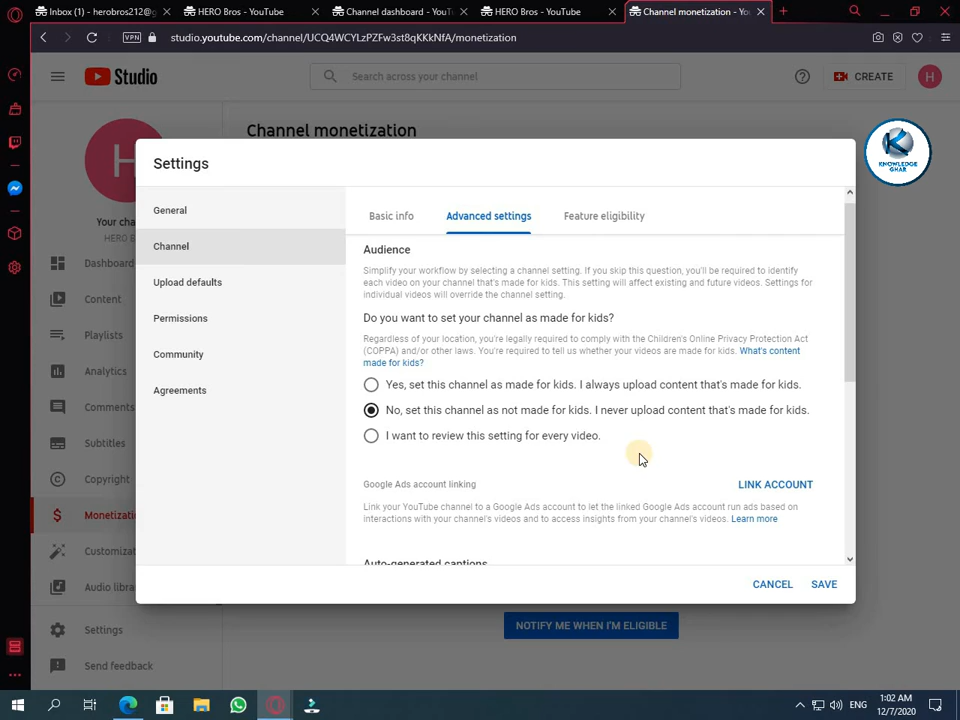 Inbox (1) - herobros212@g
HERO Bros - YouTube
Channel dashboard - YouTu
HERO Bros - YouTube
Channel monetization - Yo
VPN
studio.youtube.com/channel/UCQ4WCYLzPZFw3st8qKkNfA/monetization
Studio
Search across your channel
CREATE
H
Channel monetization
H
KNOWLEDGE
GHAR
Your cha
HERO B
Dashboard
Content
Playlists
Analytics
Comments
Subtitles
Copyright
Monetizatio
Customizat
Audio libra
Settings
Send feedback
Settings
General
Channel
Upload defaults
Permissions
Community
Agreements
Basic info
Advanced settings
Feature eligibility
Audience
Simplify your workflow by selecting a channel setting. If you skip this question, you'll be required to identify
each video on your channel that's made for kids. This setting will affect existing and future videos. Settings for
individual videos will override the channel setting.
Do you want to set your channel as made for kids?
Regardless of your location, you're legally required to comply with the Children's Online Privacy Protection Act
(COPPA) and/or other laws. You're required to tell us whether your videos are made for kids. What's content
made for kids?
Yes, set this channel as made for kids. I always upload content that's made for kids.
No, set this channel as not made for kids. I never upload content that's made for kids.
I want to review this setting for every video.
Google Ads account linking
LINK ACCOUNT
Link your YouTube channel to a Google Ads account to let the linked Google Ads account run ads based on
interactions with your channel's videos and to access insights from your channel's videos. Learn more
Auto-generated captions
CANCEL
SAVE
NOTIFY ME WHEN I'M ELIGIBLE
ENG
1:02 AM
12/7/2020